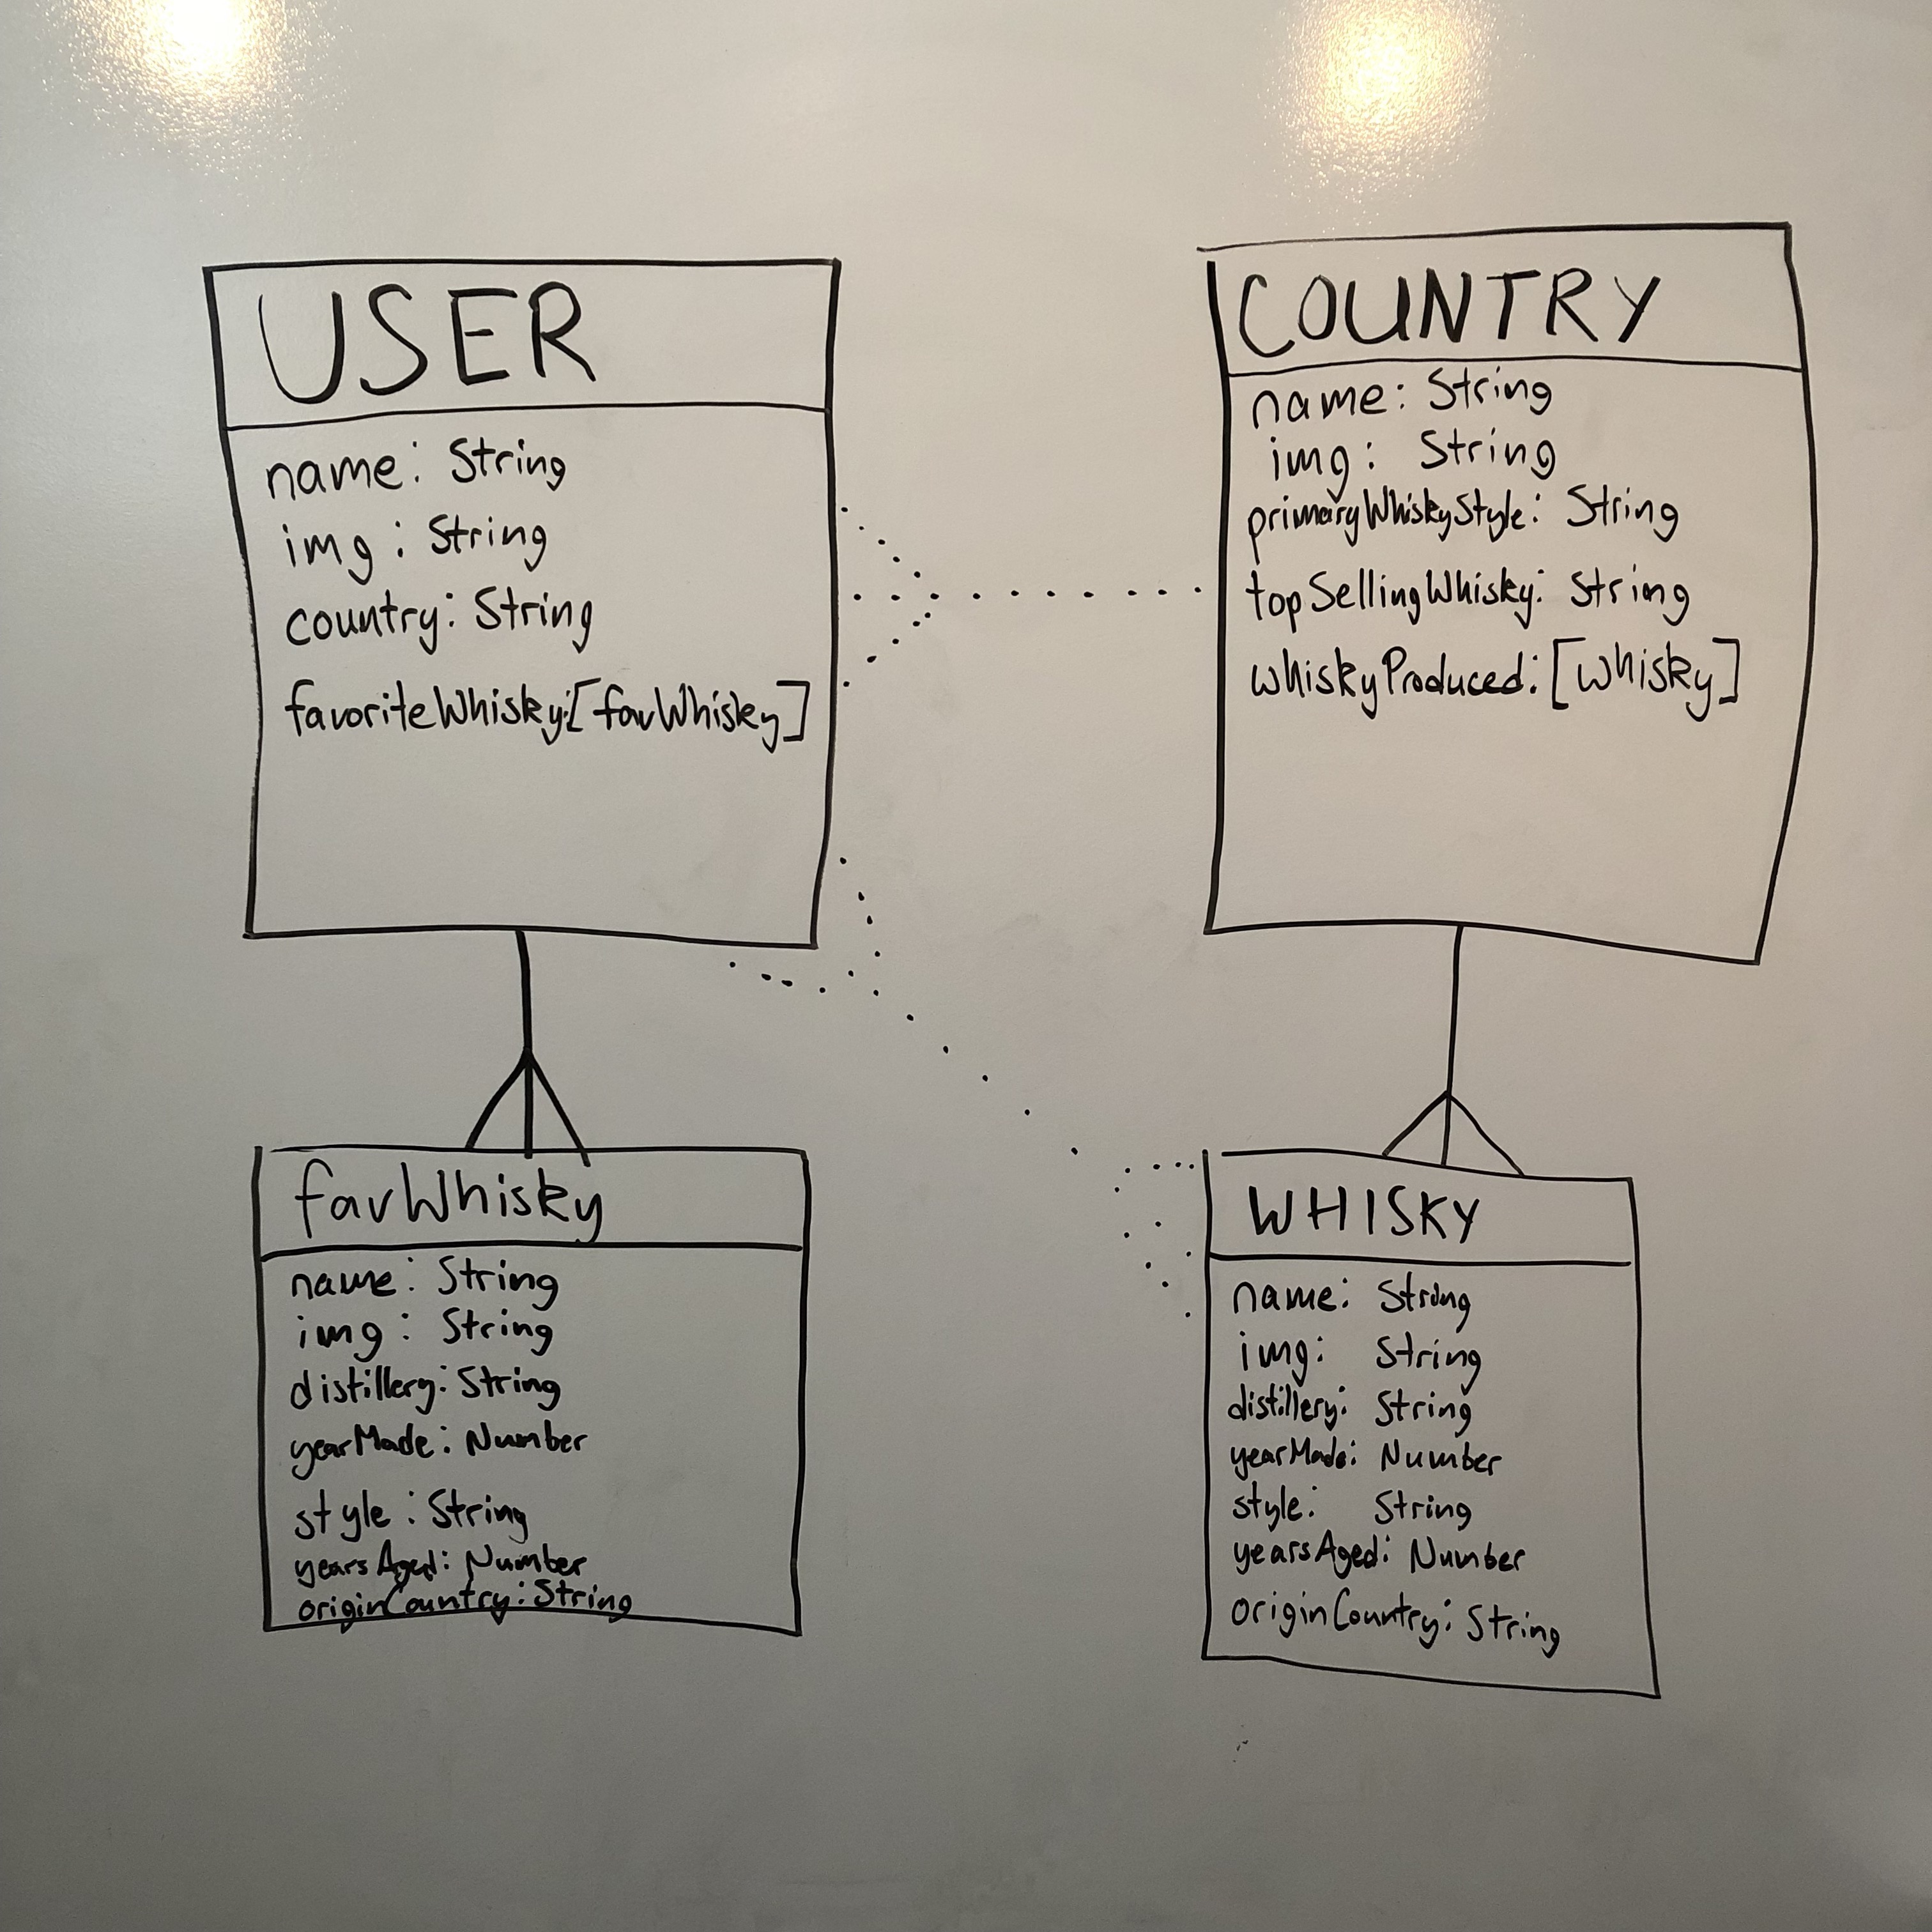 USER
name: String
img: String
country: String
favoriteWhisky:[favWhisky]
COUNTRY
name: String
img: String
primaryWhiskyStyle: String
topSellingWhisky: String
whiskyProduced: [whisky]
favWhisky
name: String
img: String
distillery: String
yearMade: Number
style: String
yearsAged: Number
originCountry: String
WHISKY
name: String
img: String
distillery: String
yearMade: Number
style: String
yearsAged: Number
originCountry: String